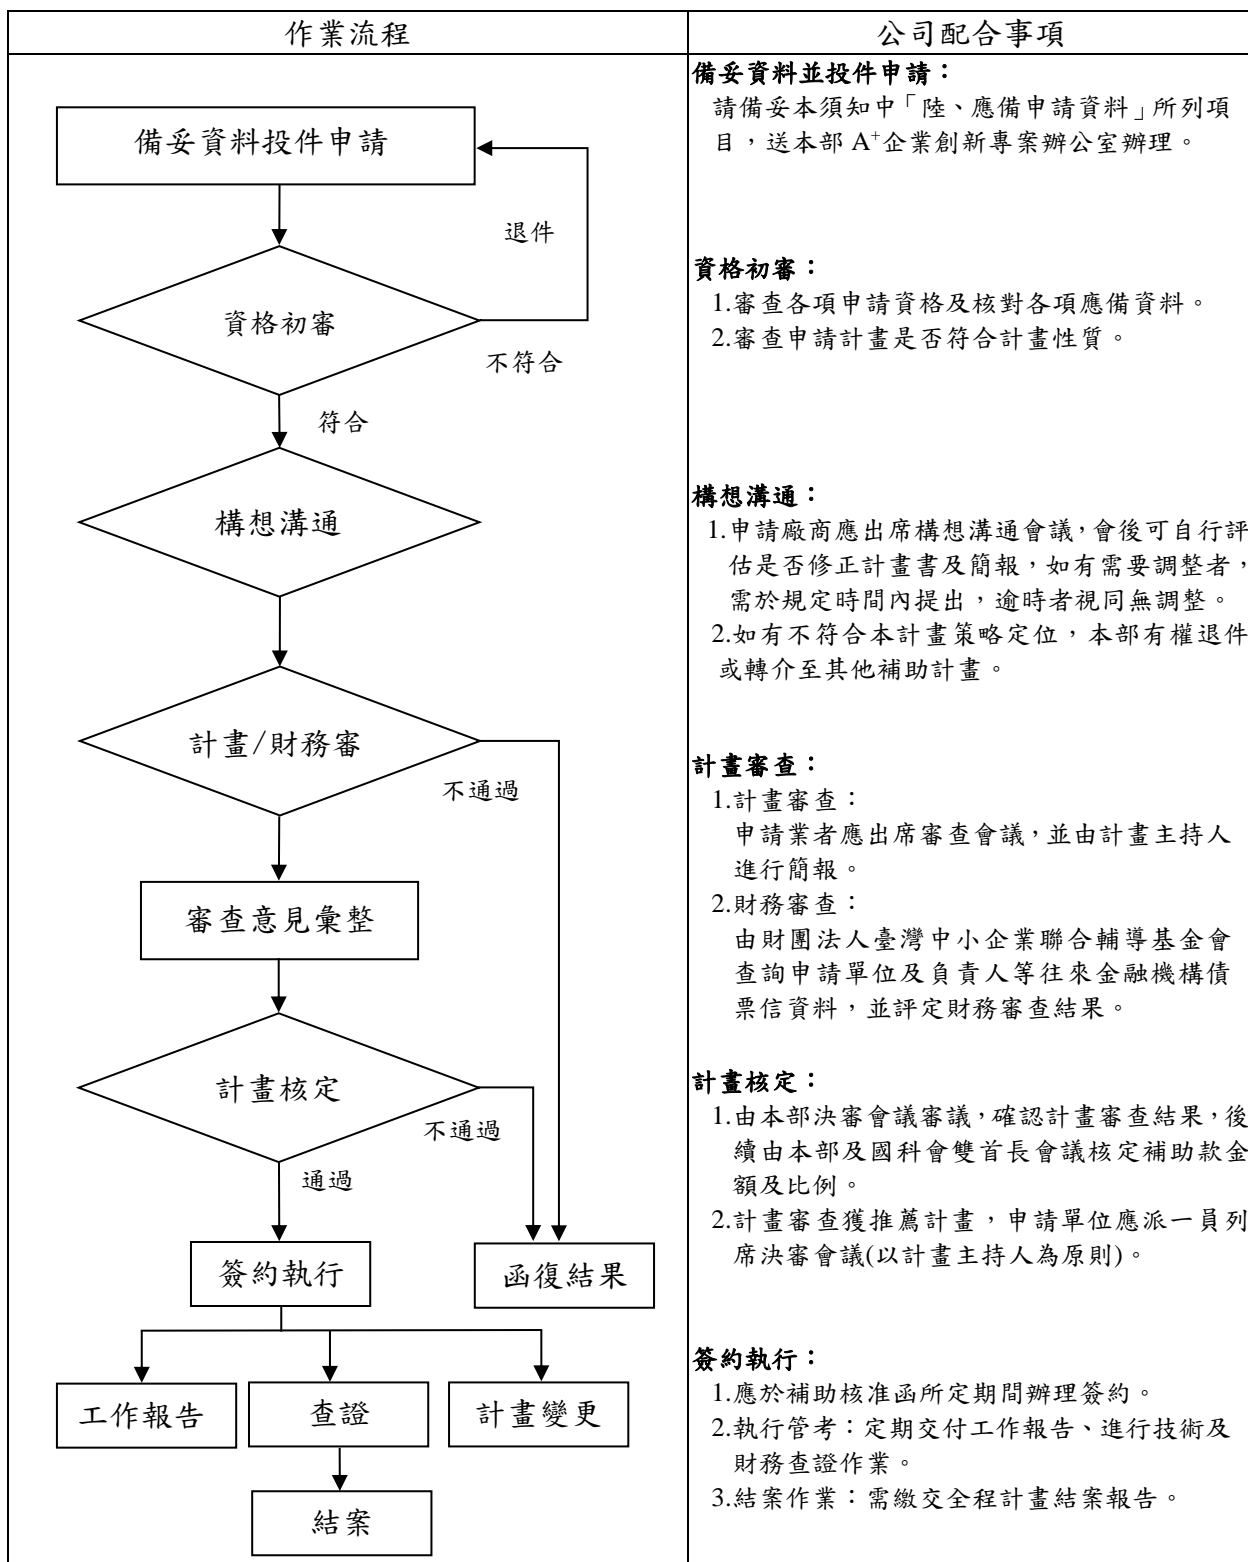 作業流程
公司配合事項
備妥資料投件申請
退件
資格初審
不符合
符合
構想溝通
計畫/財務審
不通過
審查意見彙整
計畫核定
不通過
通過
簽約執行
函復結果
工作報告
查證
計畫變更
結案
備妥資料並投件申請：
請備妥本須知中「陸、應備申請資料」所列項
目，送本部 A⁺企業創新專案辦公室辦理。
資格初審：
1.審查各項申請資格及核對各項應備資料。
2.審查申請計畫是否符合計畫性質。
構想溝通：
1.申請廠商應出席構想溝通會議，會後可自行評
估是否修正計畫書及簡報，如有需要調整者，
需於規定時間內提出，逾時者視同無調整。
2.如有不符合本計畫策略定位，本部有權退件
或轉介至其他補助計畫。
計畫審查：
1.計畫審查：
申請業者應出席審查會議，並由計畫主持人
進行簡報。
2.財務審查：
由財團法人臺灣中小企業聯合輔導基金會
查詢申請單位及負責人等往來金融機構債
票信資料，並評定財務審查結果。
計畫核定：
1.由本部決審會議審議，確認計畫審查結果，後
續由本部及國科會雙首長會議核定補助款金
額及比例。
2.計畫審查獲推薦計畫，申請單位應派一員列
席決審會議(以計畫主持人為原則)。
簽約執行：
1.應於補助核准函所定期間辦理簽約。
2.執行管考：定期交付工作報告、進行技術及
財務查證作業。
3.結案作業：需繳交全程計畫結案報告。